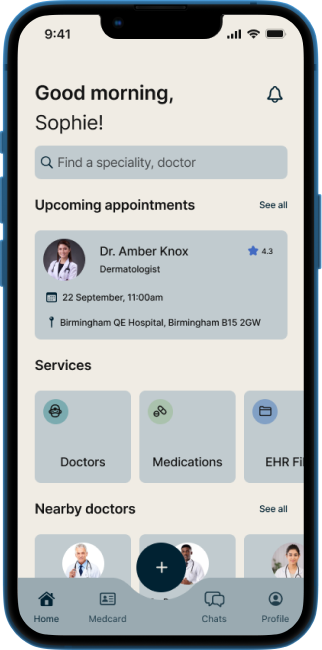 9:41
Good morning,
Sophie!
Find a speciality, doctor
Upcoming appointments See all
Dr. Amber Knox 4.3
Dermatologist
22 September, 11:00am
Birmingham QE Hospital, Birmingham B15 2GW
Services
Doctors Medications EHR Fil
Nearby doctors See all
+
Home Medcard Chats Profile